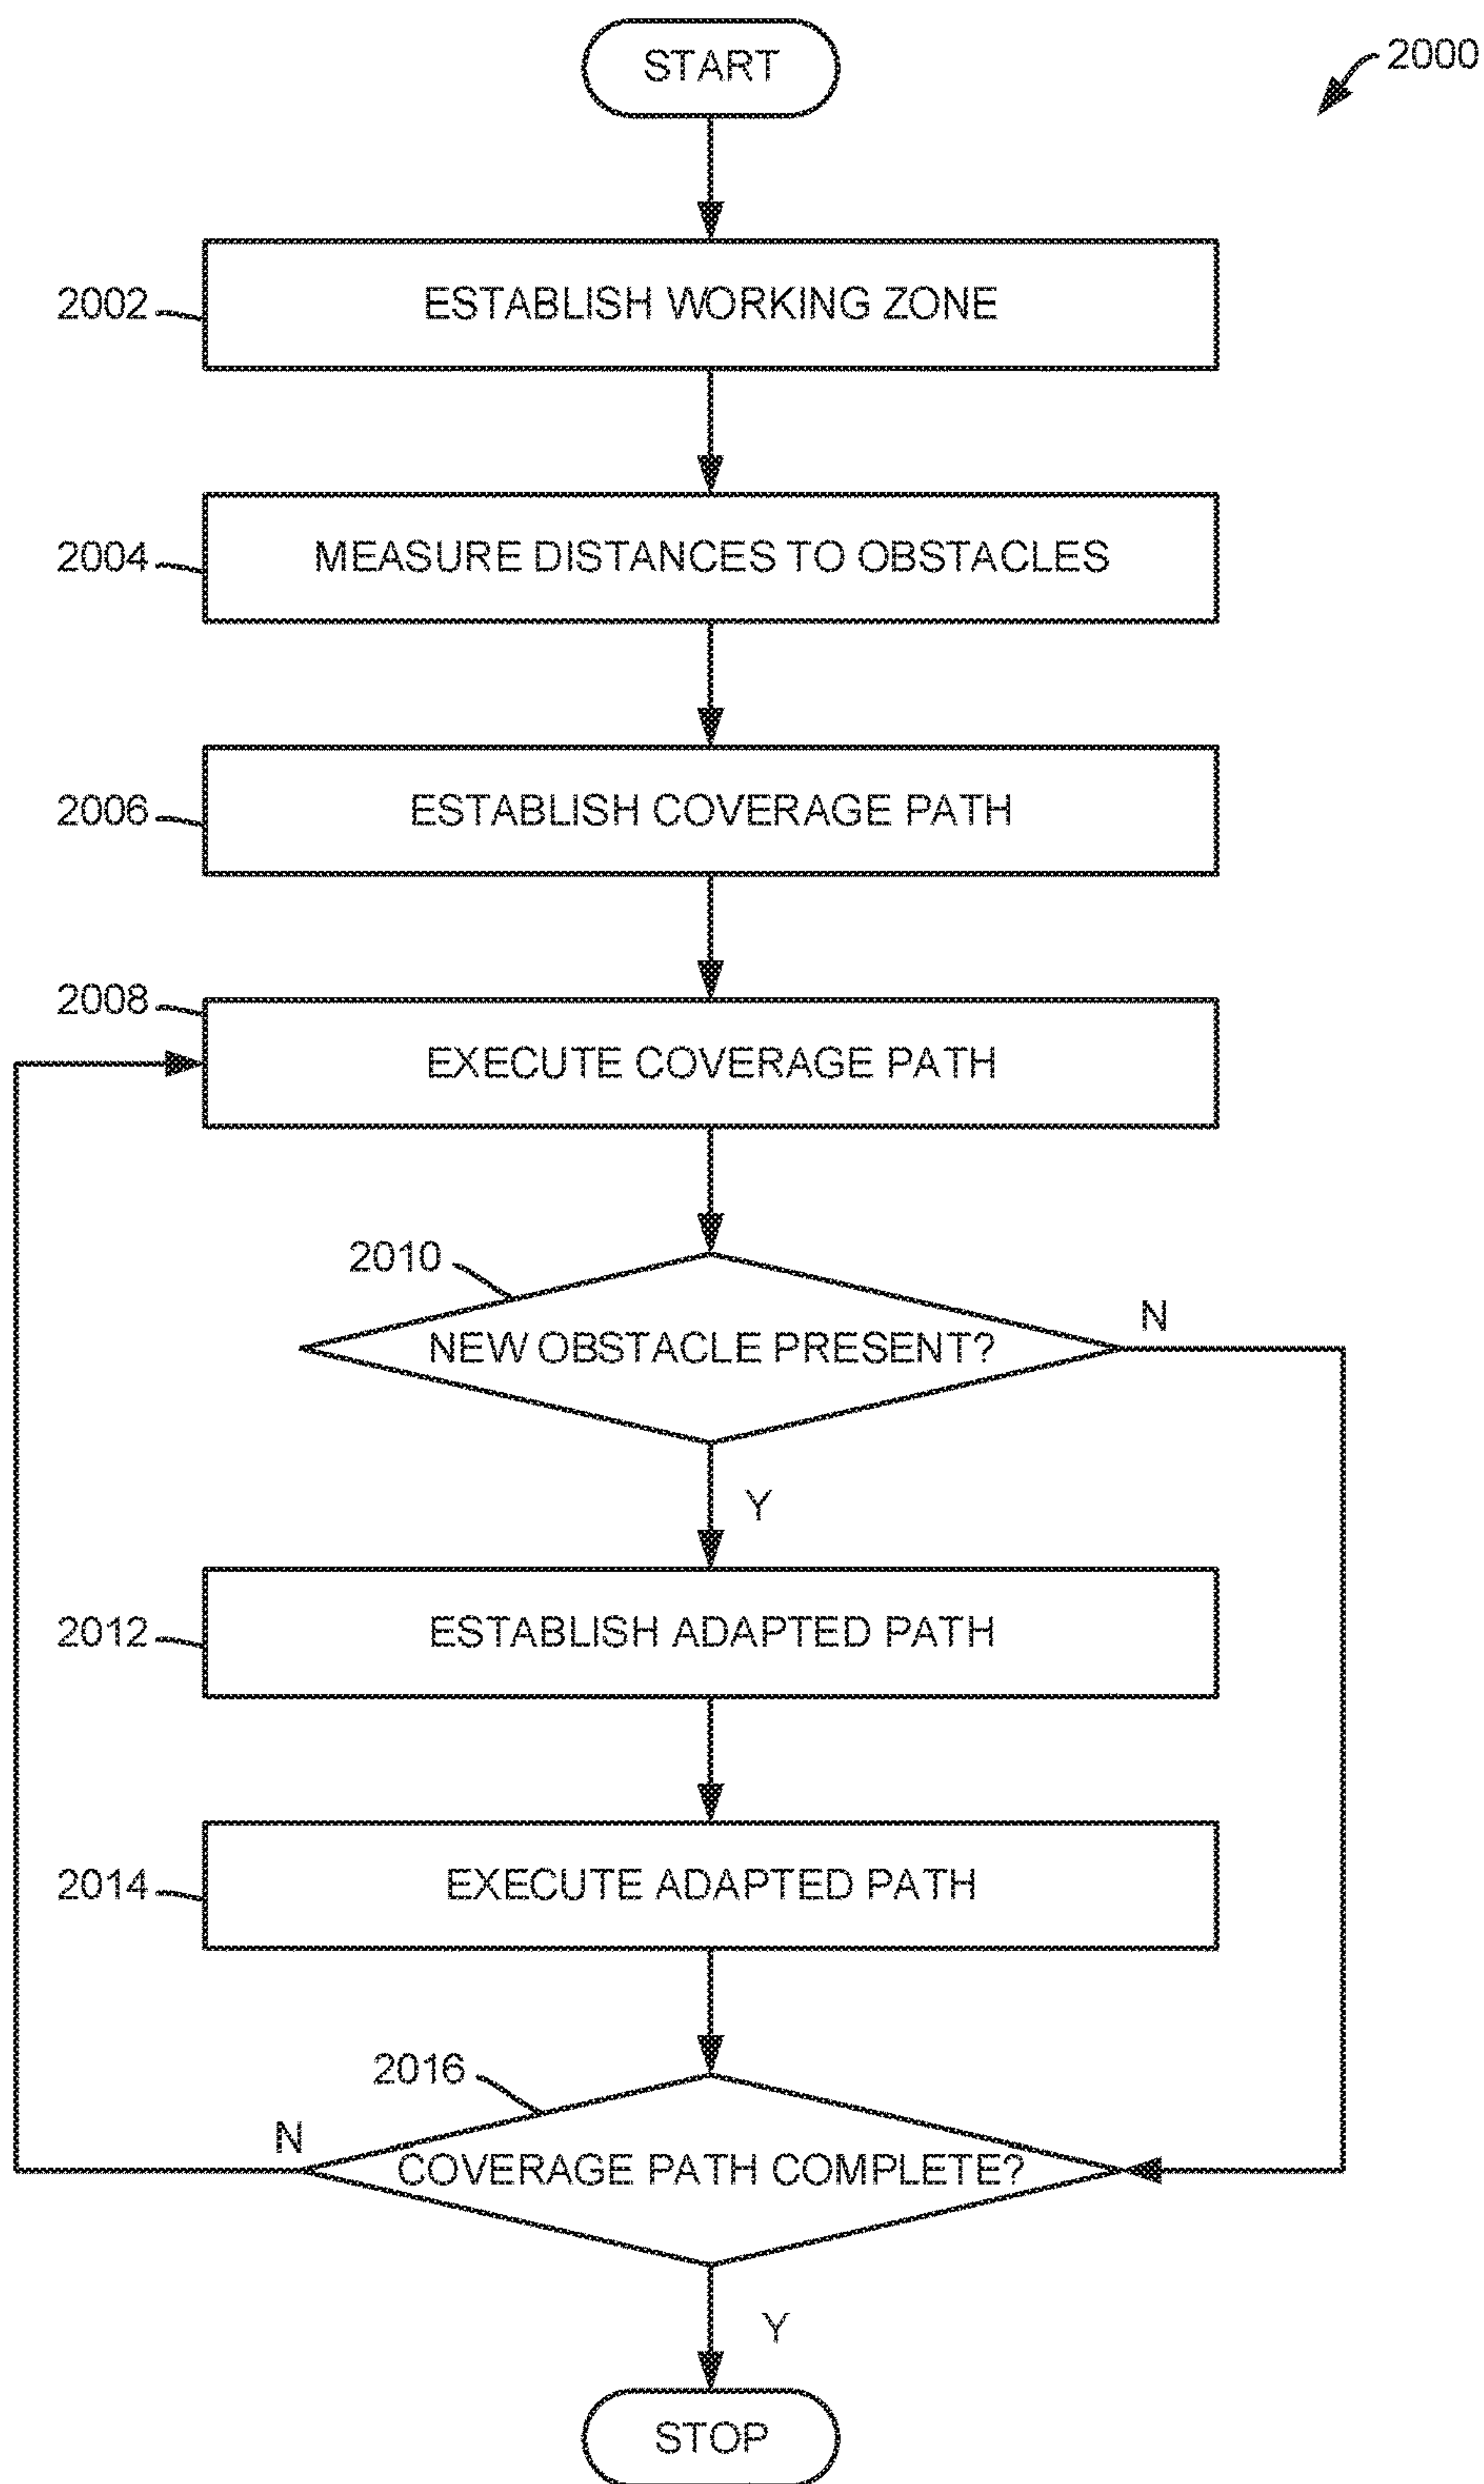 START
2000
2002
ESTABLISH WORKING ZONE
2004
MEASURE DISTANCES TO OBSTACLES
2006
ESTABLISH COVERAGE PATH
2008
EXECUTE COVERAGE PATH
2010
NEW OBSTACLE PRESENT?
N
Y
2012
ESTABLISH ADAPTED PATH
2014
EXECUTE ADAPTED PATH
2016
N
COVERAGE PATH COMPLETE?
Y
STOP